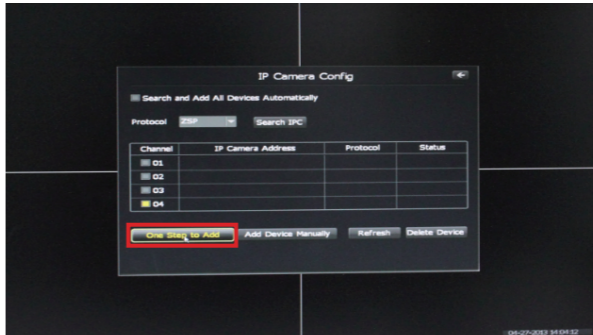 IP Camera Config
Search and Add All Devices Automatically
Protocol ZSP Search IPC
Channel IP Camera Address Protocol Status
01
02
03
04
One Step to Add Add Device Manually Refresh Delete Device
04-27-2013 14:04:12